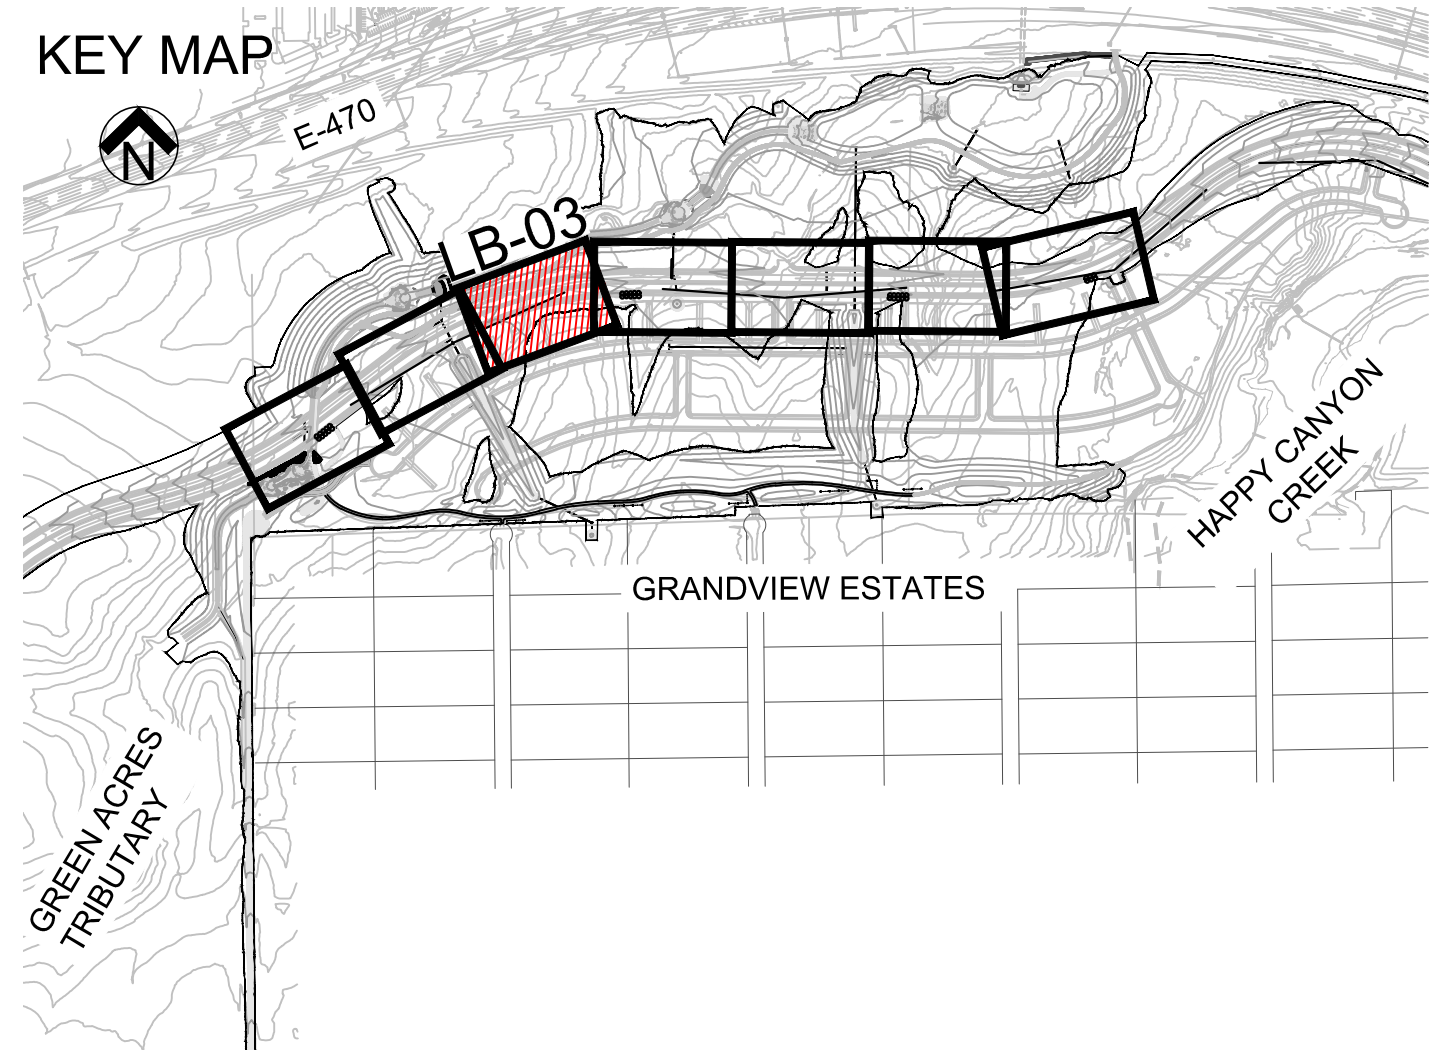 KEY MAP
N
E-470
LB-03
HAPPY CANYON
CREEK
GRANDVIEW ESTATES
GREEN ACRES
TRIBUTARY